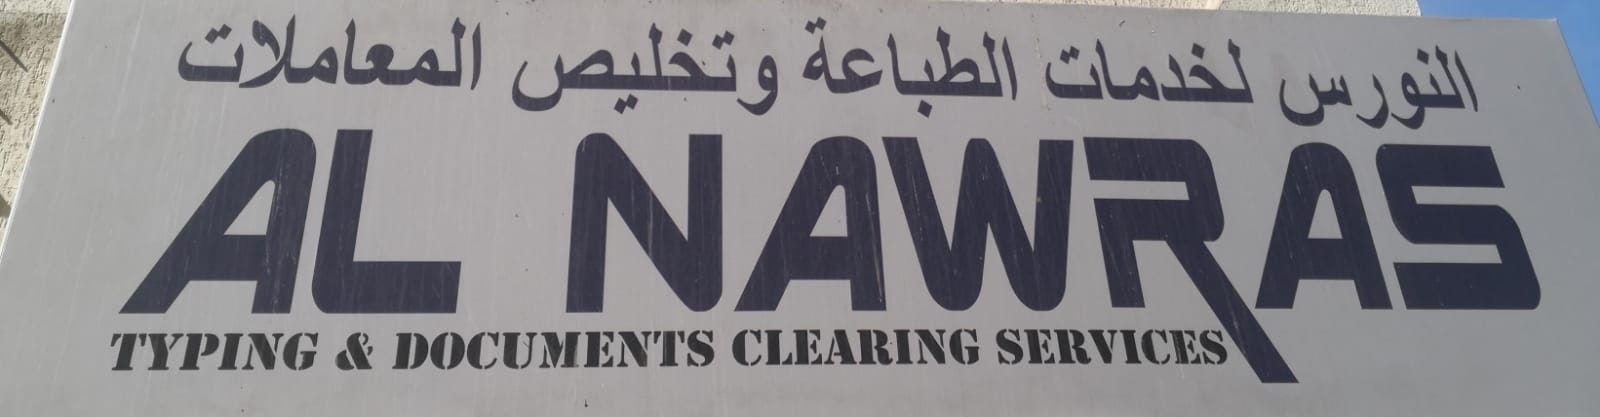 النورس لخدمات الطباعة وتخليص المعاملات
AL NAWRAS
TYPING & DOCUMENTS CLEARING SERVICES